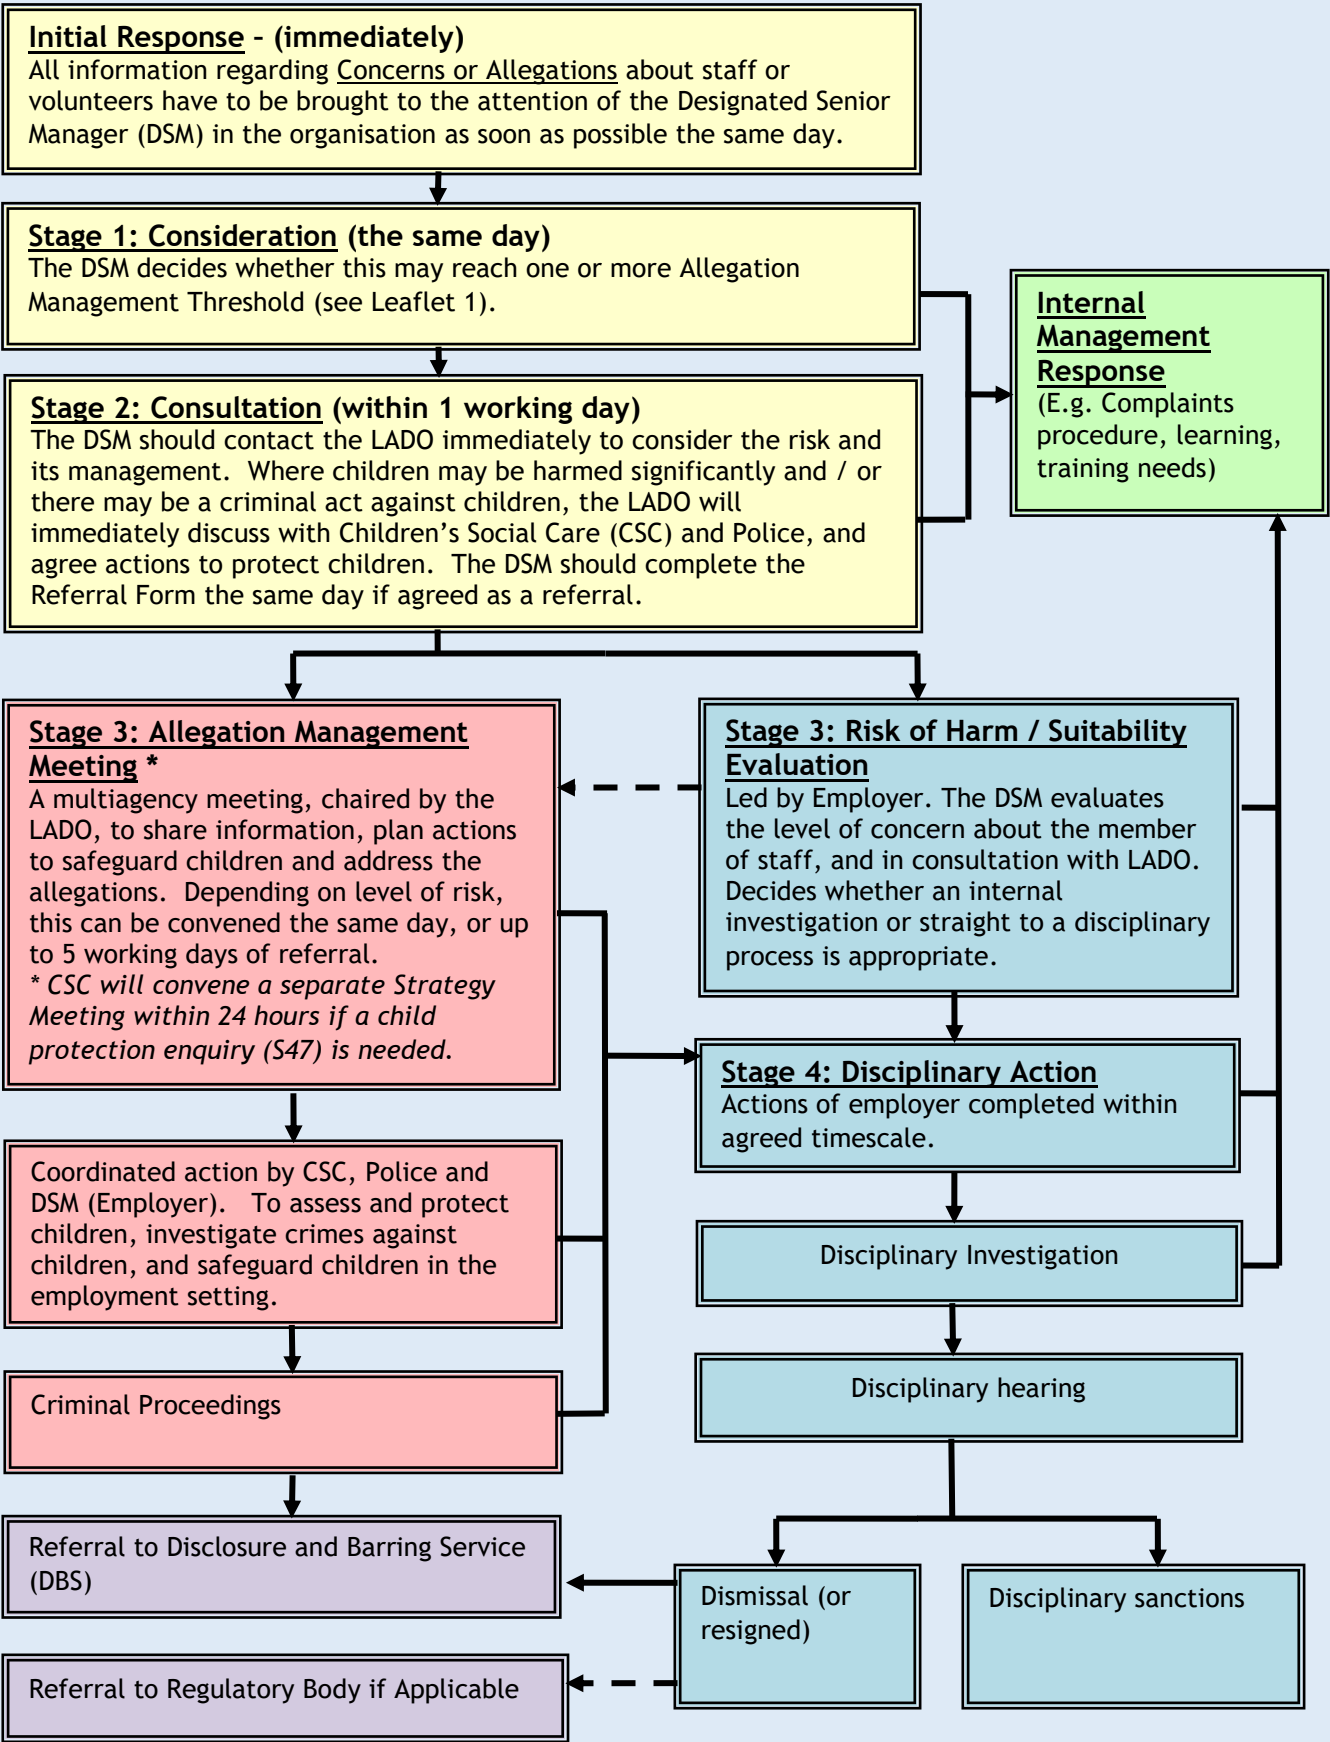 Initial Response – (immediately)
All information regarding Concerns or Allegations about staff or
volunteers have to be brought to the attention of the Designated Senior
Manager (DSM) in the organisation as soon as possible the same day.
Stage 1: Consideration (the same day)
The DSM decides whether this may reach one or more Allegation
Management Threshold (see Leaflet 1).
Internal
Management
Response
(E.g. Complaints
procedure, learning,
training needs)
Stage 2: Consultation (within 1 working day)
The DSM should contact the LADO immediately to consider the risk and
its management.  Where children may be harmed significantly and / or
there may be a criminal act against children, the LADO will
immediately discuss with Children’s Social Care (CSC) and Police, and
agree actions to protect children.  The DSM should complete the
Referral Form the same day if agreed as a referral.
Stage 3: Allegation Management
Meeting *
A multiagency meeting, chaired by the
LADO, to share information, plan actions
to safeguard children and address the
allegations.  Depending on level of risk,
this can be convened the same day, or up
to 5 working days of referral.
* CSC will convene a separate Strategy
Meeting within 24 hours if a child
protection enquiry (S47) is needed.
Stage 3: Risk of Harm / Suitability
Evaluation
Led by Employer. The DSM evaluates
the level of concern about the member
of staff, and in consultation with LADO.
Decides whether an internal
investigation or straight to a disciplinary
process is appropriate.
Stage 4: Disciplinary Action
Actions of employer completed within
agreed timescale.
Coordinated action by CSC, Police and
DSM (Employer).   To assess and protect
children, investigate crimes against
children, and safeguard children in the
employment setting.
Disciplinary Investigation
Criminal Proceedings
Disciplinary hearing
Referral to Disclosure and Barring Service
(DBS)
Dismissal (or
resigned)
Disciplinary sanctions
Referral to Regulatory Body if Applicable